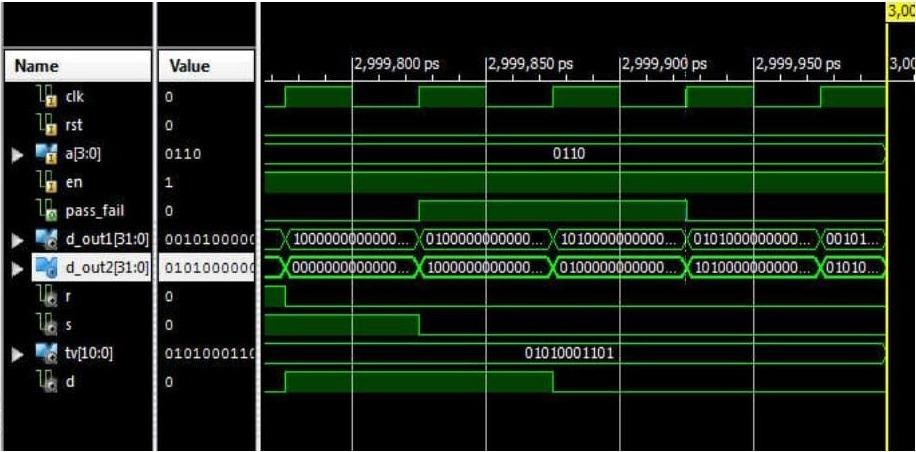 3,00
Name Value 2,999,800 ps 2,999,850 ps 2,999,900 ps 2,999,950 ps 3,00
clk 0
rst 0
a[3:0] 0110 0110
en 1
pass_fail 0
d_out1[31:0] 0010100000 1000000000000... 0100000000000... 1010000000000... 0101000000000... 00101...
d_out2[31:0] 0101000000 0000000000000... 1000000000000... 0100000000000... 1010000000000... 01010...
r 0
s 0
tv[10:0] 0101000110 01010001101
d 0